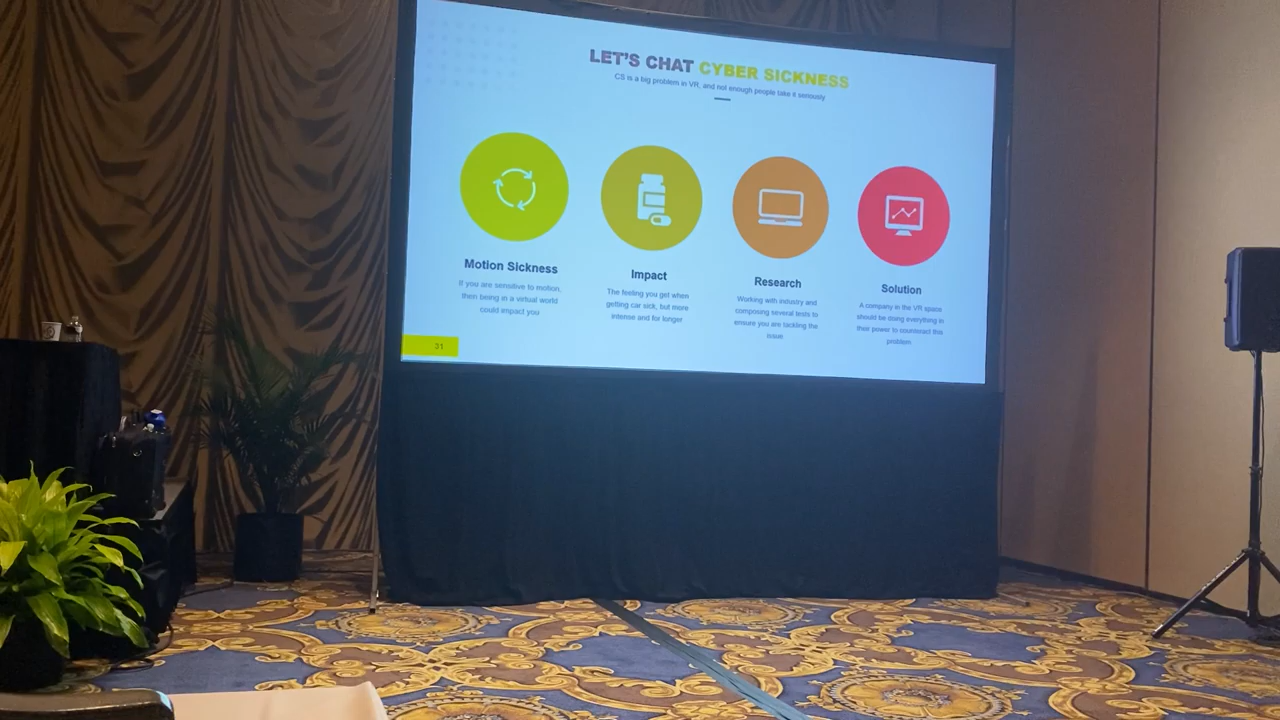 LET'S CHAT CYBER SICKNESS
CS is a big problem in VR, and not enough people take it seriously
Motion Sickness
If you are sensitive to motion,
then being in a virtual world
could impact you
Impact
The feeling you get when
getting car sick, but more
intense and for longer
Research
Working with industry and
composing several tests to
ensure you are tackling the
issue
Solution
A company in the VR space
should be doing everything in
their power to counteract this
problem
31